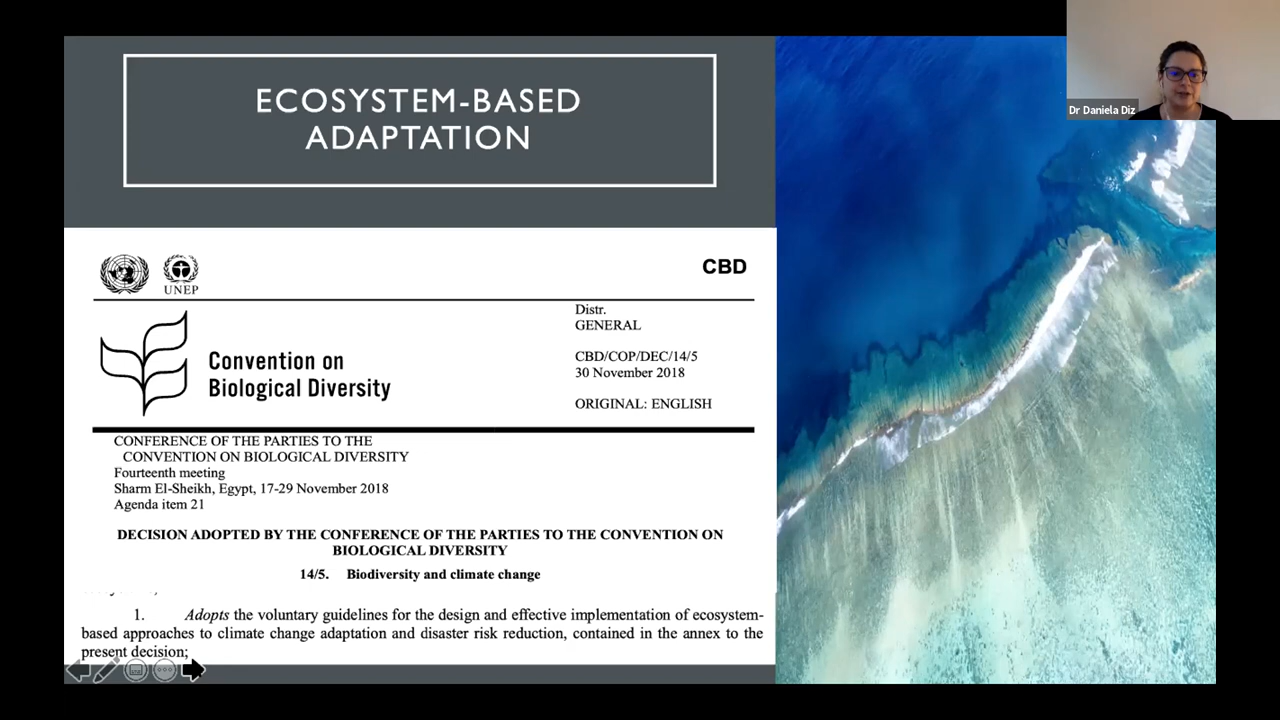 ECOSYSTEM-BASED
ADAPTATION
Dr Daniela Diz
UNEP
CBD
Distr.
GENERAL
CBD/COP/DEC/14/5
30 November 2018
ORIGINAL: ENGLISH
Convention on
Biological Diversity
CONFERENCE OF THE PARTIES TO THE
CONVENTION ON BIOLOGICAL DIVERSITY
Fourteenth meeting
Sharm El-Sheikh, Egypt, 17-29 November 2018
Agenda item 21
DECISION ADOPTED BY THE CONFERENCE OF THE PARTIES TO THE CONVENTION ON
BIOLOGICAL DIVERSITY
14/5. Biodiversity and climate change
1. Adopts the voluntary guidelines for the design and effective implementation of ecosystem-
based approaches to climate change adaptation and disaster risk reduction, contained in the annex to the
present decision;